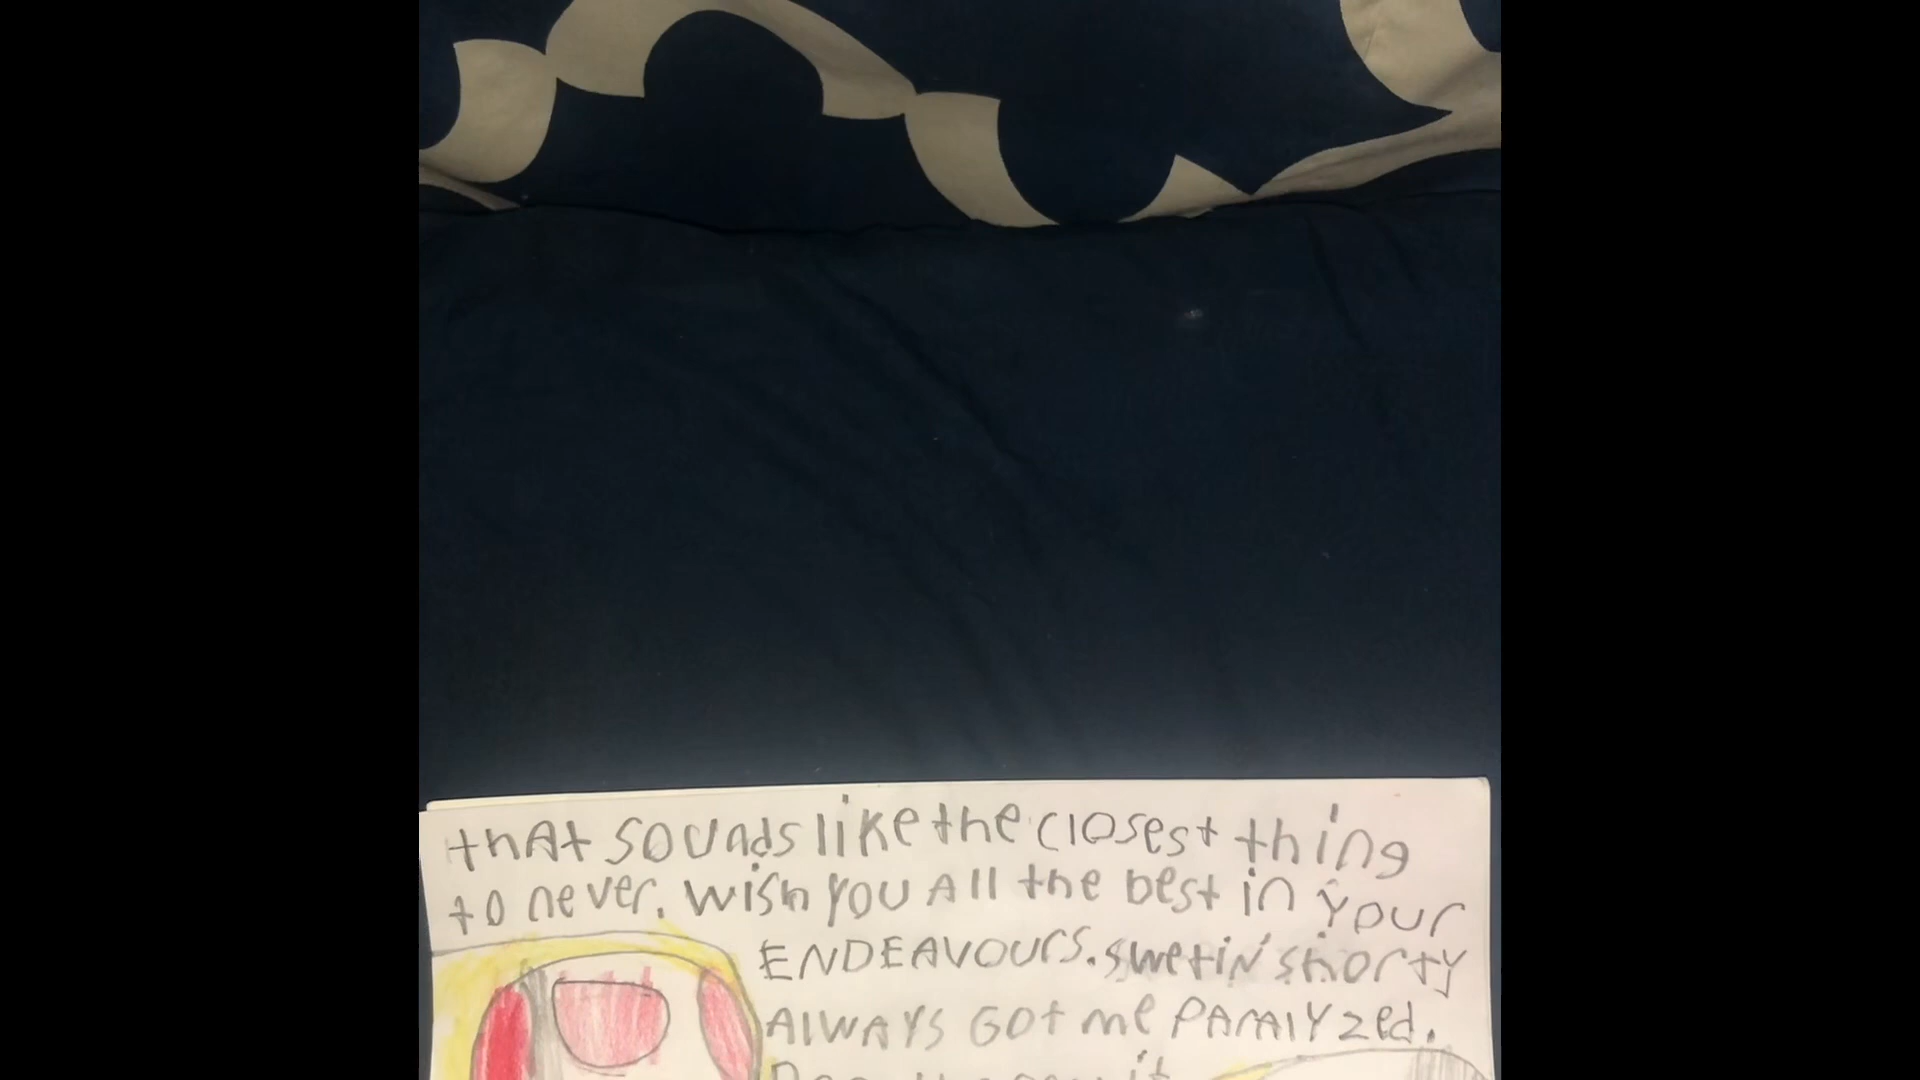 thAt sounds like the closest thing
to never. wish you All the best in your
ENDEAVOURS. swetin' shorty
AlWAYS GOt me PARAlYzed.